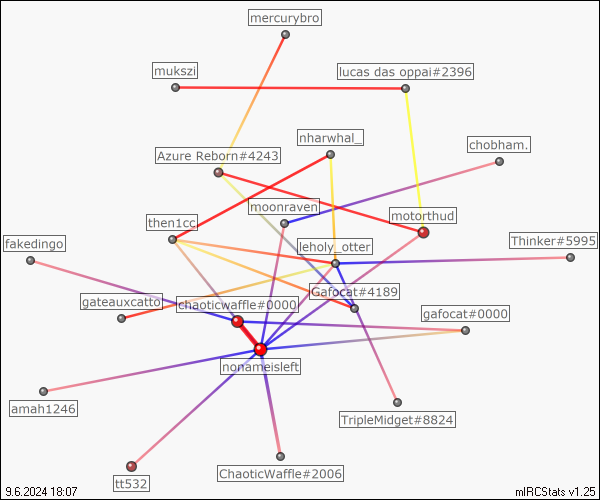 mercurybro
mukszi
lucas das oppai#2396
nharwhal_
chobham.
Azure Reborn#4243
moonraven
motorthud
then1cc
fakedingo
leholy_otter
Thinker#5995
Gafocat#4189
gateauxcatto
chaoticwaffle#0000
gafocat#0000
nonameisleft
amah1246
TripleMidget#8824
ChaoticWaffle#2006
tt532
9.6.2024 18:07
mIRCStats v1.25